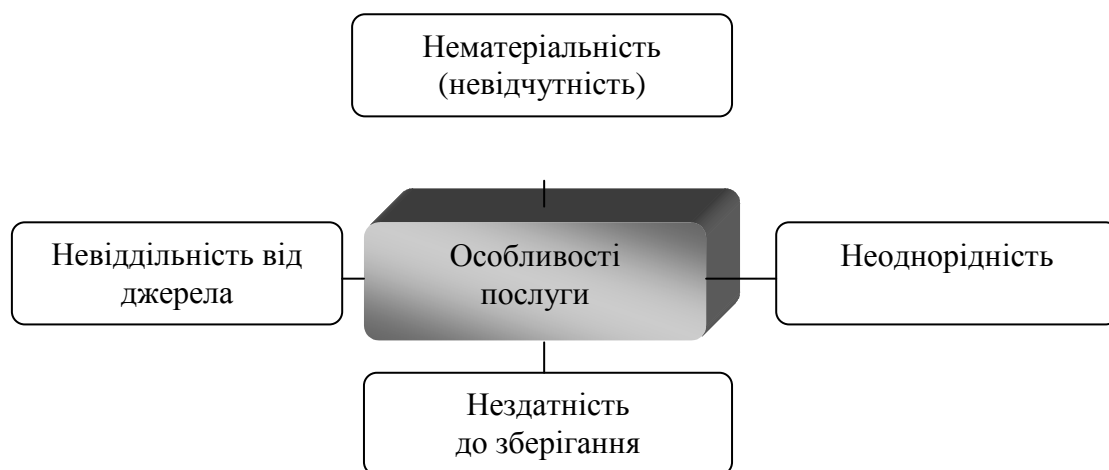 Нематеріальність
(невідчутність)
Невіддільність від
джерела
Особливості
послуги
Неоднорідність
Нездатність
до зберігання